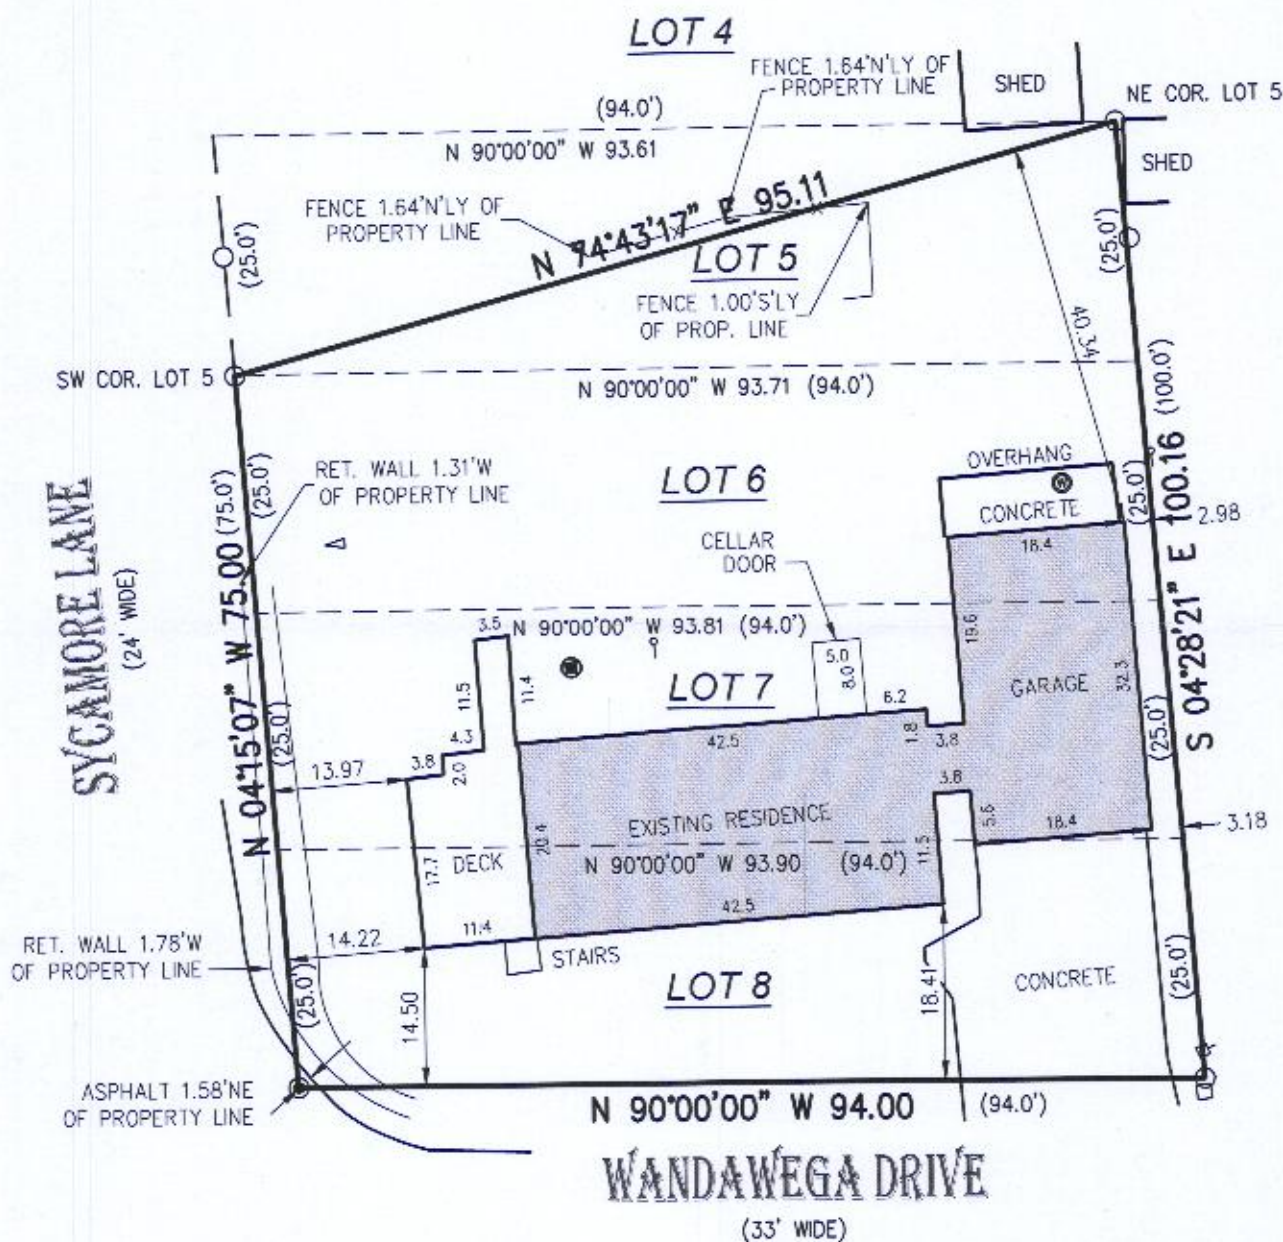 LOT 4
FENCE 1.64'N'LY OF
PROPERTY LINE
SHED
NE COR. LOT 5
(94.0')
N 90°00'00" W 93.61
SHED
FENCE 1.64'N'LY OF
PROPERTY LINE
N 74°43'17" E 95.11
(25.0')
(25.0')
LOT 5
FENCE 1.00'S'LY
OF PROP. LINE
40.34
SW COR. LOT 5
N 90°00'00" W 93.71 (94.0')
S 04°28'21" E 100.16 (100.0')
RET. WALL 1.31'W
OF PROPERTY LINE
LOT 6
OVERHANG
CONCRETE
(25.0')
2.98
18.4
CELLAR
DOOR
SYCAMORE LANE
(24' WIDE)
N 04°15'07" W 75.00 (75.0')
(25.0')
3.5
N 90°00'00" W 93.81 (94.0')
5.0
8.0
19.6
GARAGE
32.3
11.5
11.4
LOT 7
6.2
1.8
3.8
4.3
3.8
2.0
42.5
(25.0')
13.97
(25.0')
3.8
5.6
18.4
3.18
EXISTING RESIDENCE
20.4
11.5
17.7
DECK
N 90°00'00" W 93.90 (94.0')
42.5
RET. WALL 1.78'W
OF PROPERTY LINE
14.22
11.4
STAIRS
(25.0')
LOT 8
18.41
CONCRETE
(25.0')
14.50
ASPHALT 1.58'NE
OF PROPERTY LINE
N 90°00'00" W 94.00 (94.0')
WANDAWEGA DRIVE
(33' WIDE)